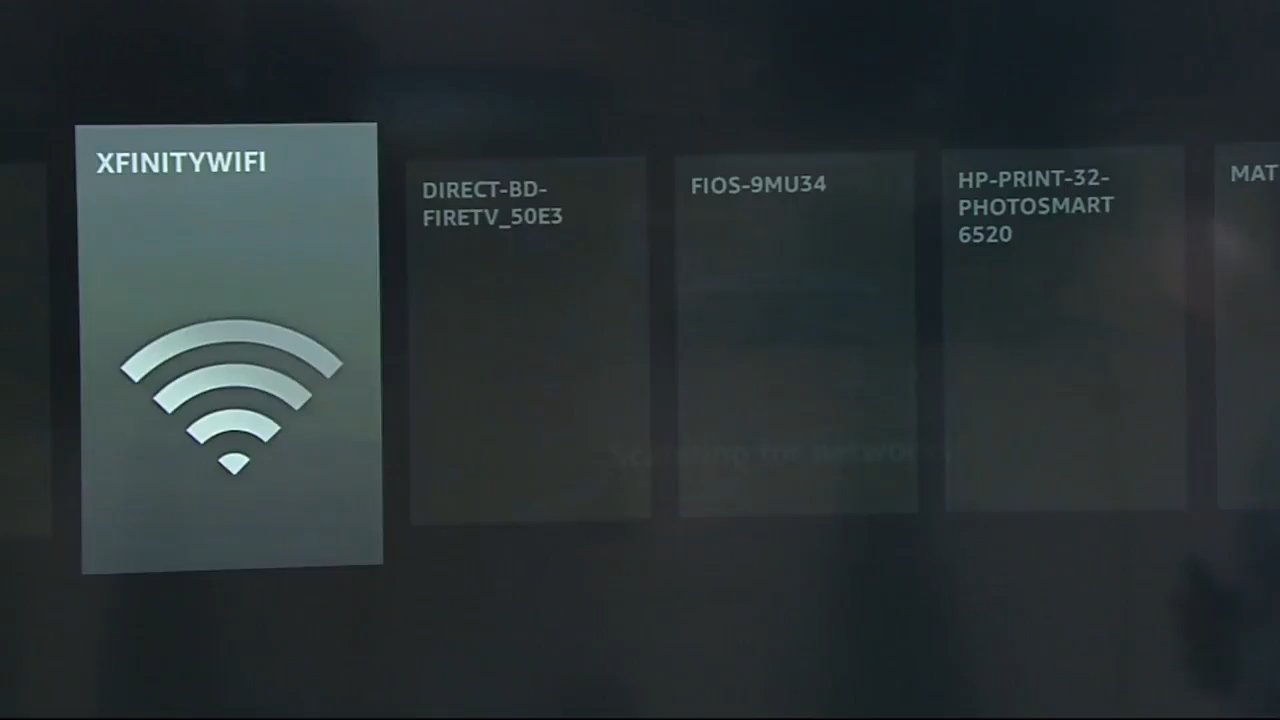 XFINITYWIFI
DIRECT-BD-
FIRETV_50E3
FIOS-9MU34
HP-PRINT-32-
PHOTOSMART
6520
MAT